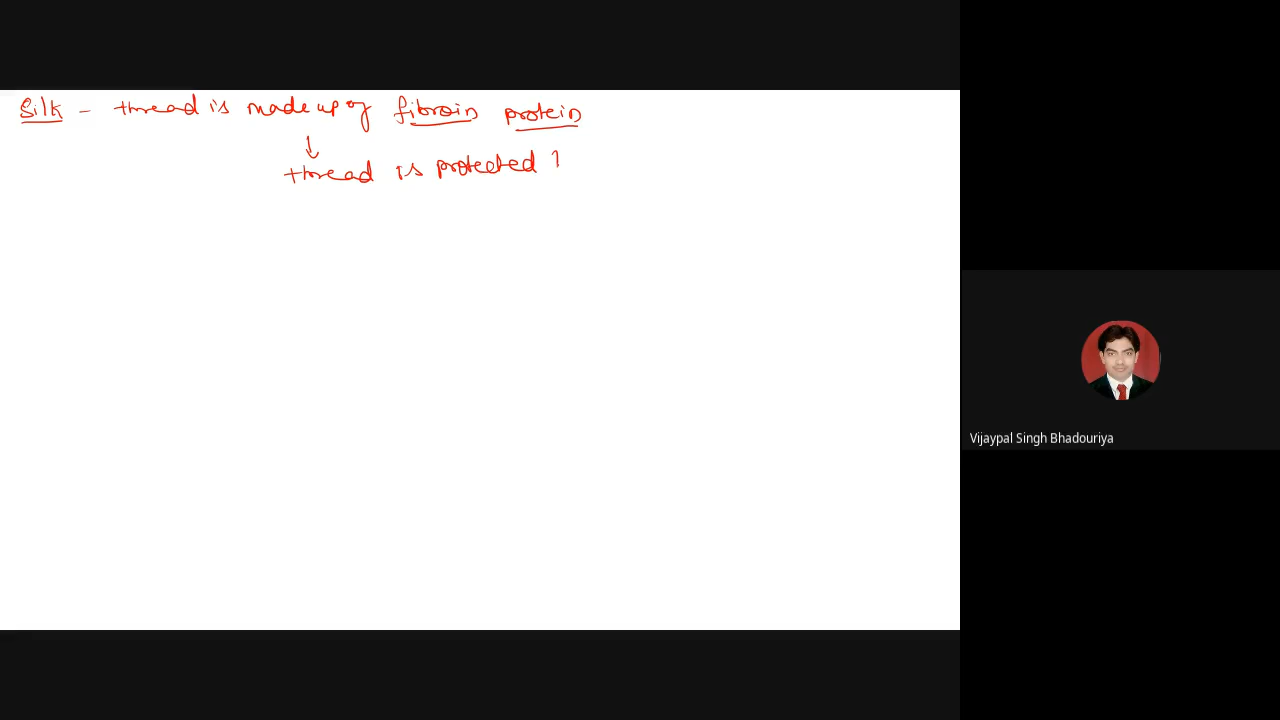 Silk - thread is made up of fibroin protein
↓
thread is protected
Vijaypal Singh Bhadouriya